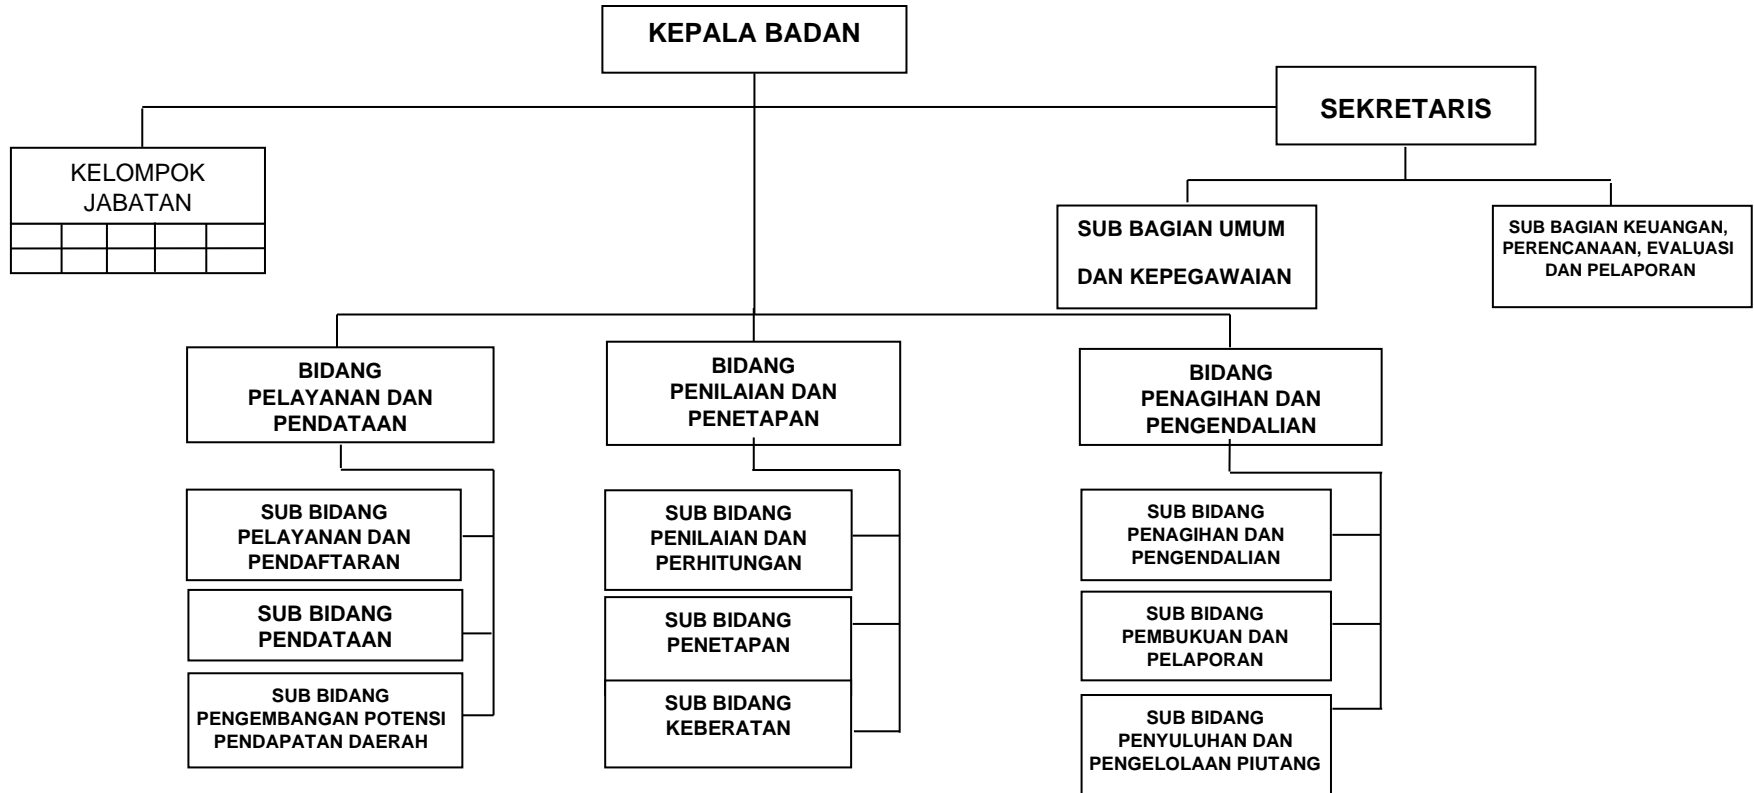 KEPALA BADAN
SEKRETARIS
KELOMPOK
JABATAN
SUB BAGIAN UMUM
DAN KEPEGAWAIAN
SUB BAGIAN KEUANGAN,
PERENCANAAN, EVALUASI
DAN PELAPORAN
BIDANG
PELAYANAN DAN
PENDATAAN
BIDANG
PENILAIAN DAN
PENETAPAN
BIDANG
PENAGIHAN DAN
PENGENDALIAN
SUB BIDANG
PELAYANAN DAN
PENDAFTARAN
SUB BIDANG
PENDATAAN
SUB BIDANG
PENGEMBANGAN POTENSI
PENDAPATAN DAERAH
SUB BIDANG
PENILAIAN DAN
PERHITUNGAN
SUB BIDANG
PENETAPAN
SUB BIDANG
KEBERATAN
SUB BIDANG
PENAGIHAN DAN
PENGENDALIAN
SUB BIDANG
PEMBUKUAN DAN
PELAPORAN
SUB BIDANG
PENYULUHAN DAN
PENGELOLAAN PIUTANG